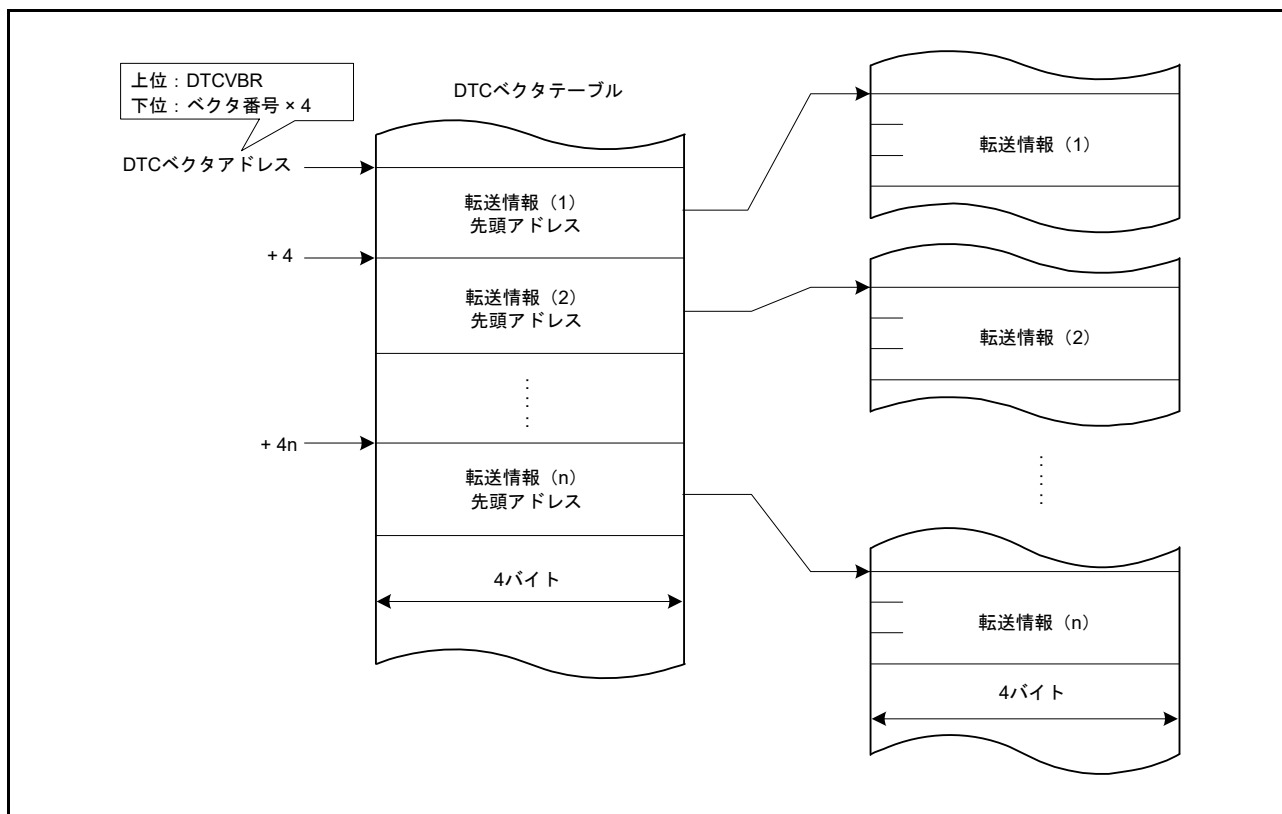 上位：DTCVBR
下位：ベクタ番号 × 4
DTCベクタアドレス
+ 4
+ 4n
DTCベクタテーブル
転送情報（1）
先頭アドレス
転送情報（2）
先頭アドレス
転送情報（n）
先頭アドレス
4バイト
転送情報（1）
転送情報（2）
転送情報（n）
4バイト